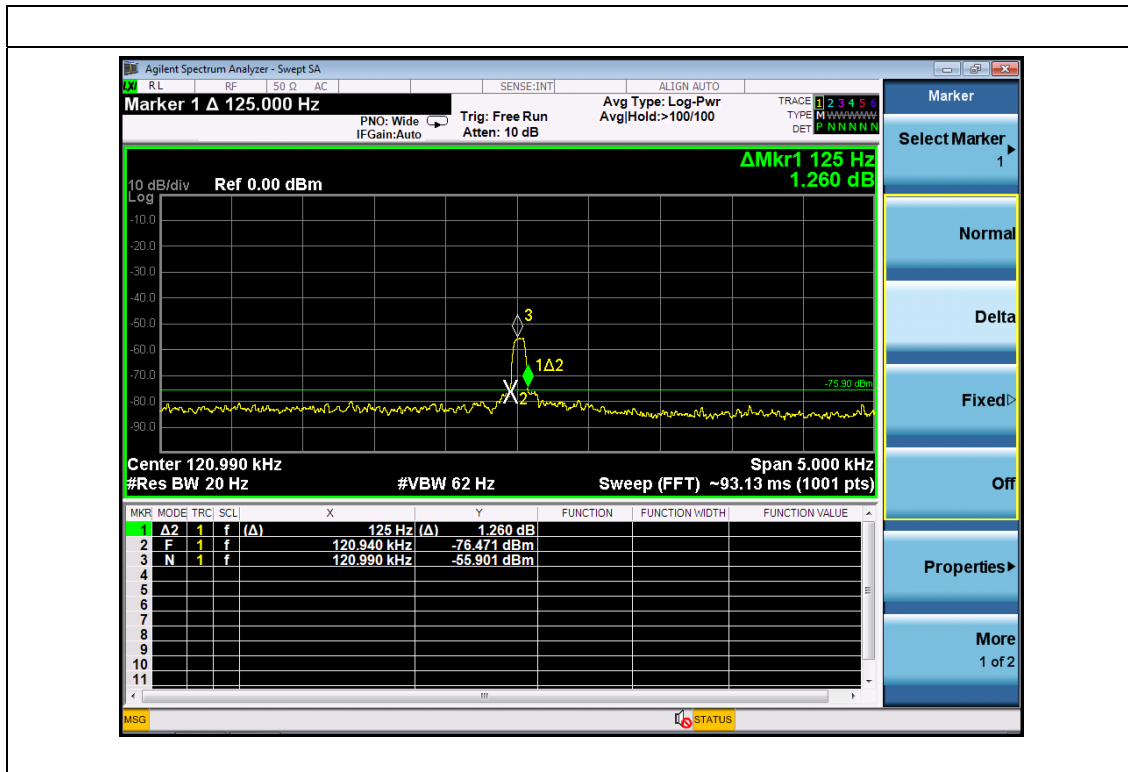 Agilent Spectrum Analyzer - Swept SA
LXI RL RF 50 Ω AC SENSE:INT ALIGN AUTO
Marker 1 Δ 125.000 Hz
PNO: Wide
IFGain:Auto
Trig: Free Run
Atten: 10 dB
Avg Type: Log-Pwr
Avg|Hold:>100/100
TRACE 1 2 3 4 5 6
TYPE M WWWWW
DET P N N N N N
ΔMkr1 125 Hz
1.260 dB
10 dB/div Ref 0.00 dBm
Log
-10.0
-20.0
-30.0
-40.0
-50.0
-60.0
-70.0
-80.0
-90.0
3
1Δ2
2
-75.90 dBm
Center 120.990 kHz Span 5.000 kHz
#Res BW 20 Hz #VBW 62 Hz Sweep (FFT) ~93.13 ms (1001 pts)
MKR MODE TRC SCL X Y FUNCTION FUNCTION WIDTH FUNCTION VALUE
1 Δ2 1 f (Δ) 125 Hz (Δ) 1.260 dB
2 F 1 f 120.940 kHz -76.471 dBm
3 N 1 f 120.990 kHz -55.901 dBm
4
5
6
7
8
9
10
11
MSG STATUS
Marker
Select Marker
1
Normal
Delta
Fixed
Off
Properties
More
1 of 2